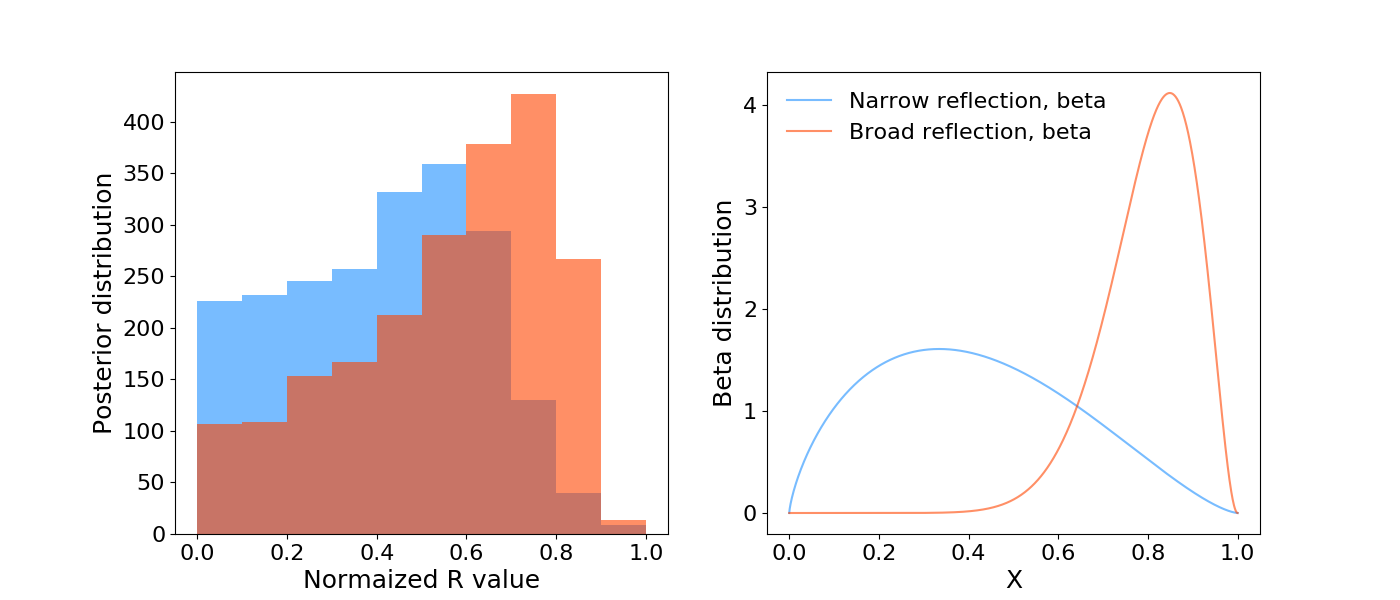 Posterior distribution
400
350
300
250
200
150
100
50
0
0.0 0.2 0.4 0.6 0.8 1.0
Normaized R value
Narrow reflection, beta
Broad reflection, beta
Beta distribution
4
3
2
1
0
0.0 0.2 0.4 0.6 0.8 1.0
X